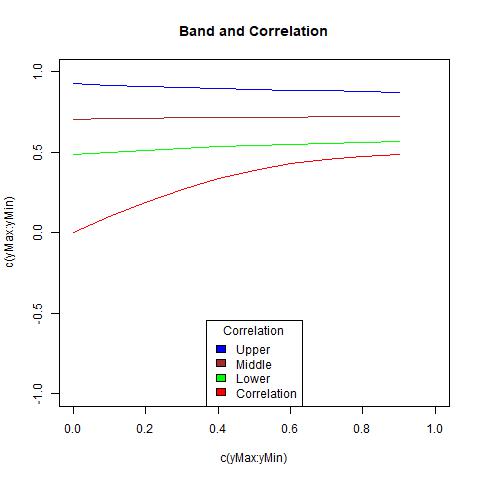 Band and Correlation
c(yMax:yMin)
1.0
0.5
0.0
-0.5
-1.0
Correlation
Upper
Middle
Lower
Correlation
0.0 0.2 0.4 0.6 0.8 1.0
c(yMax:yMin)